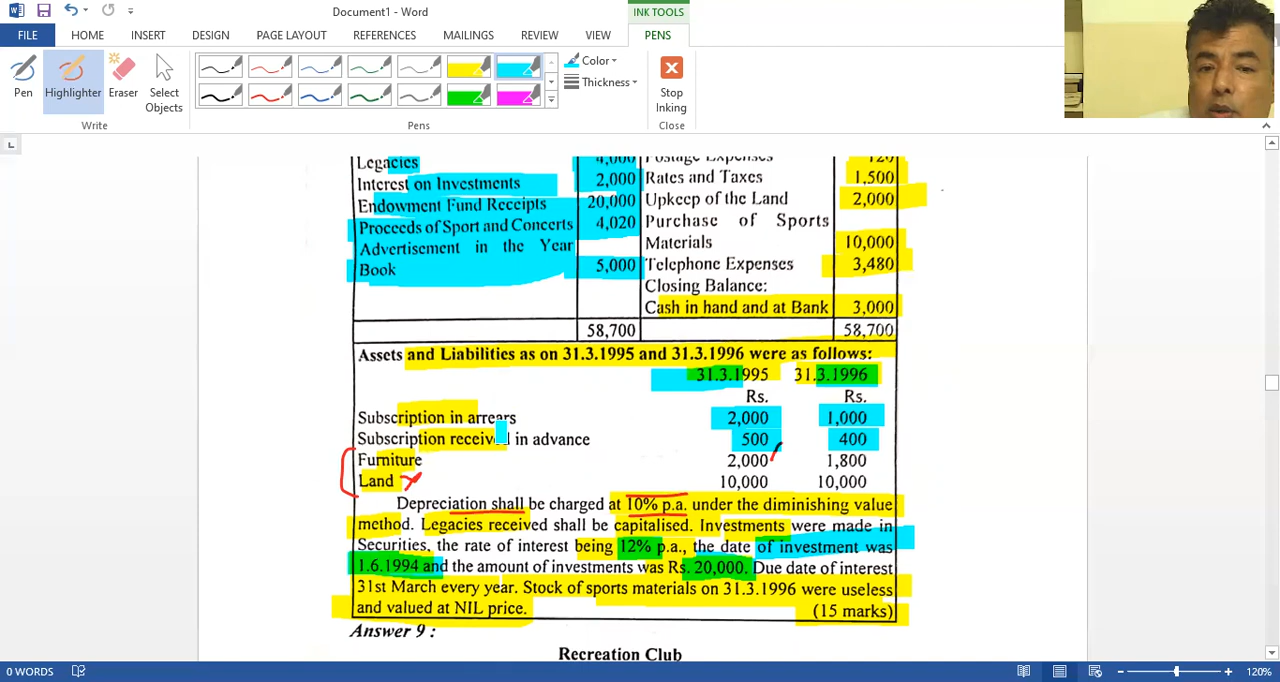 Document1 - Word
INK TOOLS
FILE HOME INSERT DESIGN PAGE LAYOUT REFERENCES MAILINGS REVIEW VIEW PENS
Pen Highlighter Eraser Select Objects
Color
Thickness
Stop Inking
Write Pens Close
Legacies 4,000 Postage Expenses 120
Interest on Investments 2,000 Rates and Taxes 1,500
Endowment Fund Receipts 20,000 Upkeep of the Land 2,000
Proceeds of Sport and Concerts 4,020 Purchase of Sports
Advertisement in the Year Materials 10,000
Book 5,000 Telephone Expenses 3,480
Closing Balance:
Cash in hand and at Bank 3,000
58,700 58,700
Assets and Liabilities as on 31.3.1995 and 31.3.1996 were as follows:
31.3.1995 31.3.1996
Rs. Rs.
Subscription in arrears 2,000 1,000
Subscription received in advance 500 400
Furniture 2,000 1,800
Land 10,000 10,000
Depreciation shall be charged at 10% p.a. under the diminishing value
method. Legacies received shall be capitalised. Investments were made in
Securities, the rate of interest being 12% p.a., the date of investment was
1.6.1994 and the amount of investments was Rs. 20,000. Due date of interest
31st March every year. Stock of sports materials on 31.3.1996 were useless
and valued at NIL price. (15 marks)
Answer 9 :
Recreation Club
0 WORDS 120%